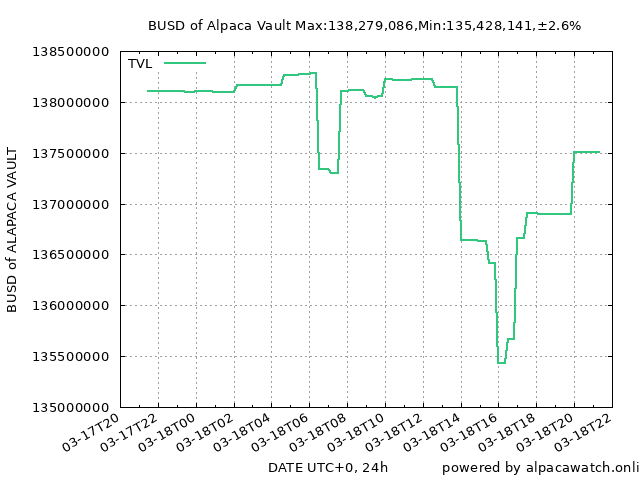 BUSD of Alpaca Vault Max:138,279,086,Min:135,428,141,±2.6%
TVL
138500000
138000000
137500000
137000000
136500000
136000000
135500000
135000000
BUSD of ALAPACA VAULT
03-17T20
03-17T22
03-18T00
03-18T02
03-18T04
03-18T06
03-18T08
03-18T10
03-18T12
03-18T14
03-18T16
03-18T18
03-18T20
03-18T22
DATE UTC+0, 24h
powered by alpacawatch.onli